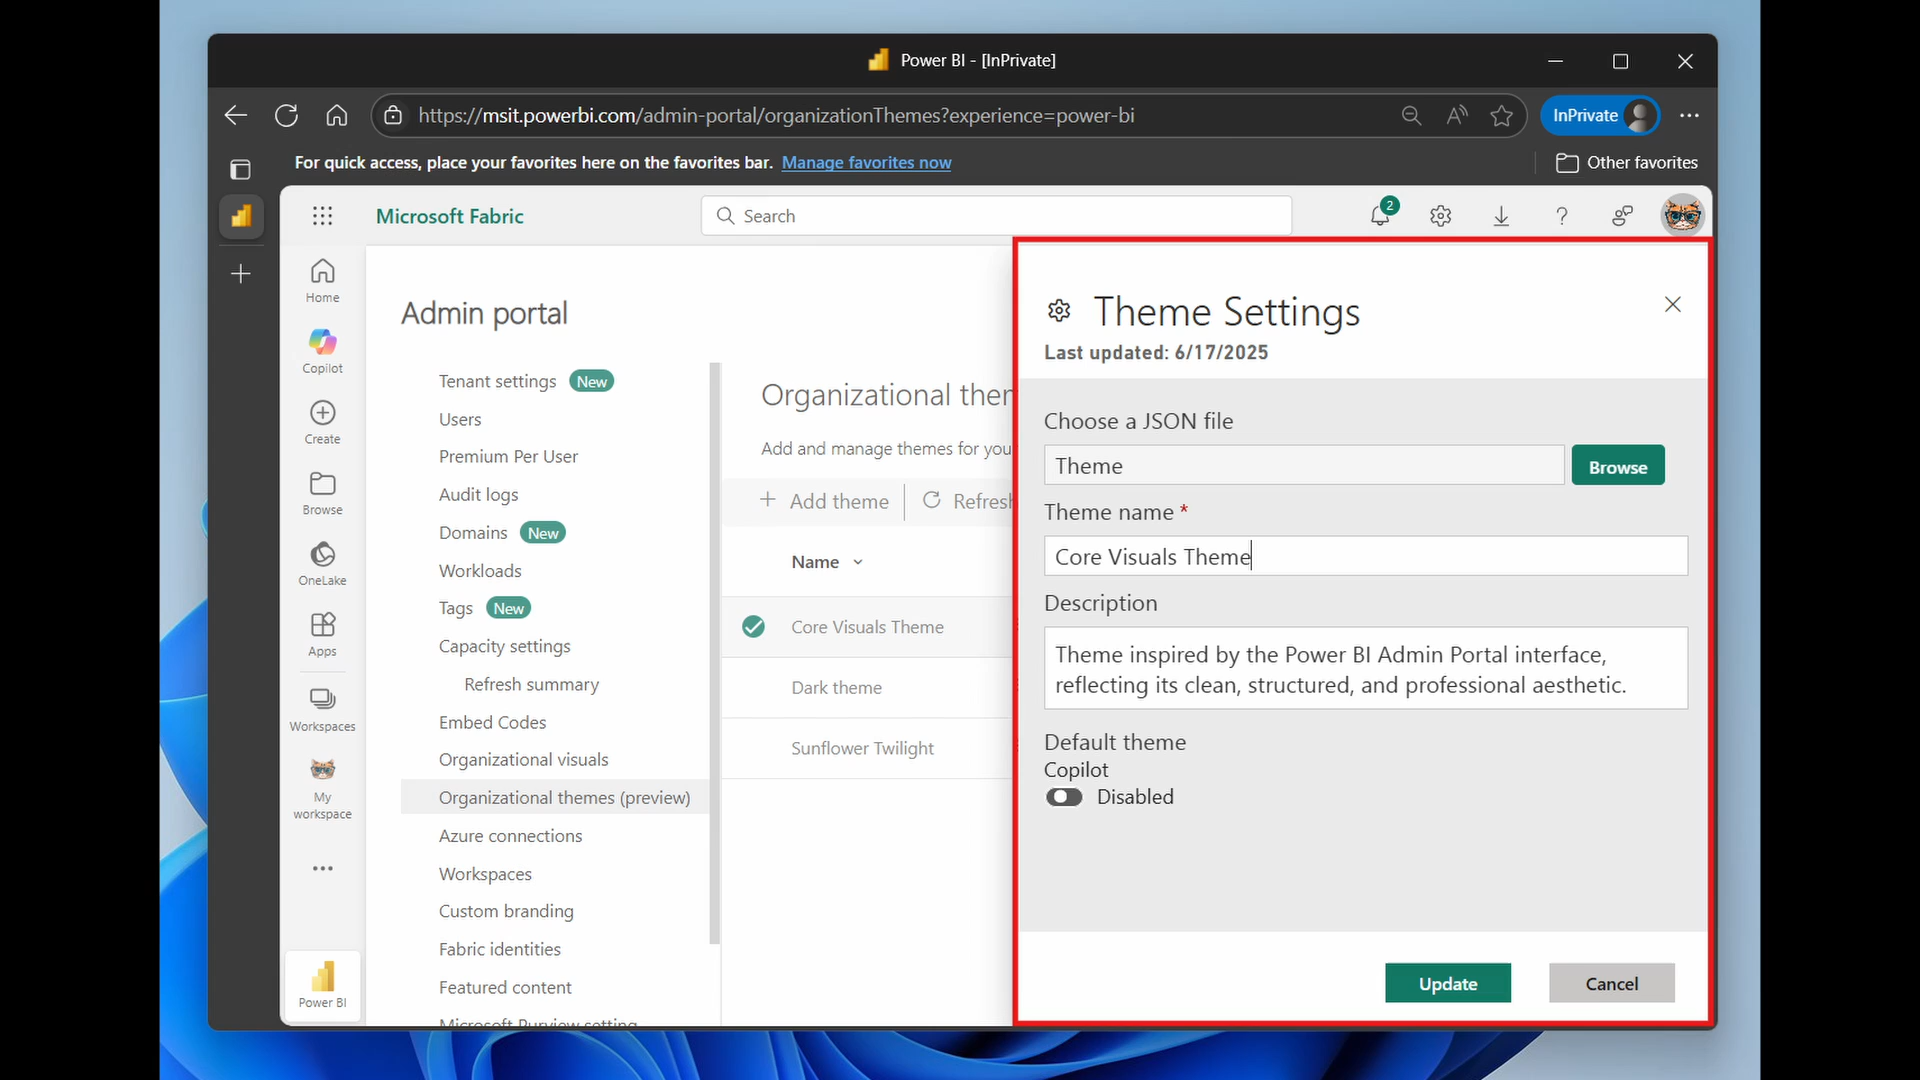 Power BI - [InPrivate]
https://msit.powerbi.com/admin-portal/organizationThemes?experience=power-bi
InPrivate
For quick access, place your favorites here on the favorites bar. Manage favorites now
Other favorites
Microsoft Fabric
Search
2
Home
Copilot
Create
Browse
OneLake
Apps
Workspaces
My
workspace
Power BI
Admin portal
Tenant settings New
Users
Premium Per User
Audit logs
Domains New
Workloads
Tags New
Capacity settings
Refresh summary
Embed Codes
Organizational visuals
Organizational themes (preview)
Azure connections
Workspaces
Custom branding
Fabric identities
Featured content
Microsoft Purview setting
Organizational them
Add and manage themes for you
Add theme
Refresh
Name
Core Visuals Theme
Dark theme
Sunflower Twilight
Theme Settings
Last updated: 6/17/2025
Choose a JSON file
Theme
Browse
Theme name *
Core Visuals Theme
Description
Theme inspired by the Power BI Admin Portal interface,
reflecting its clean, structured, and professional aesthetic.
Default theme
Copilot
Disabled
Update
Cancel